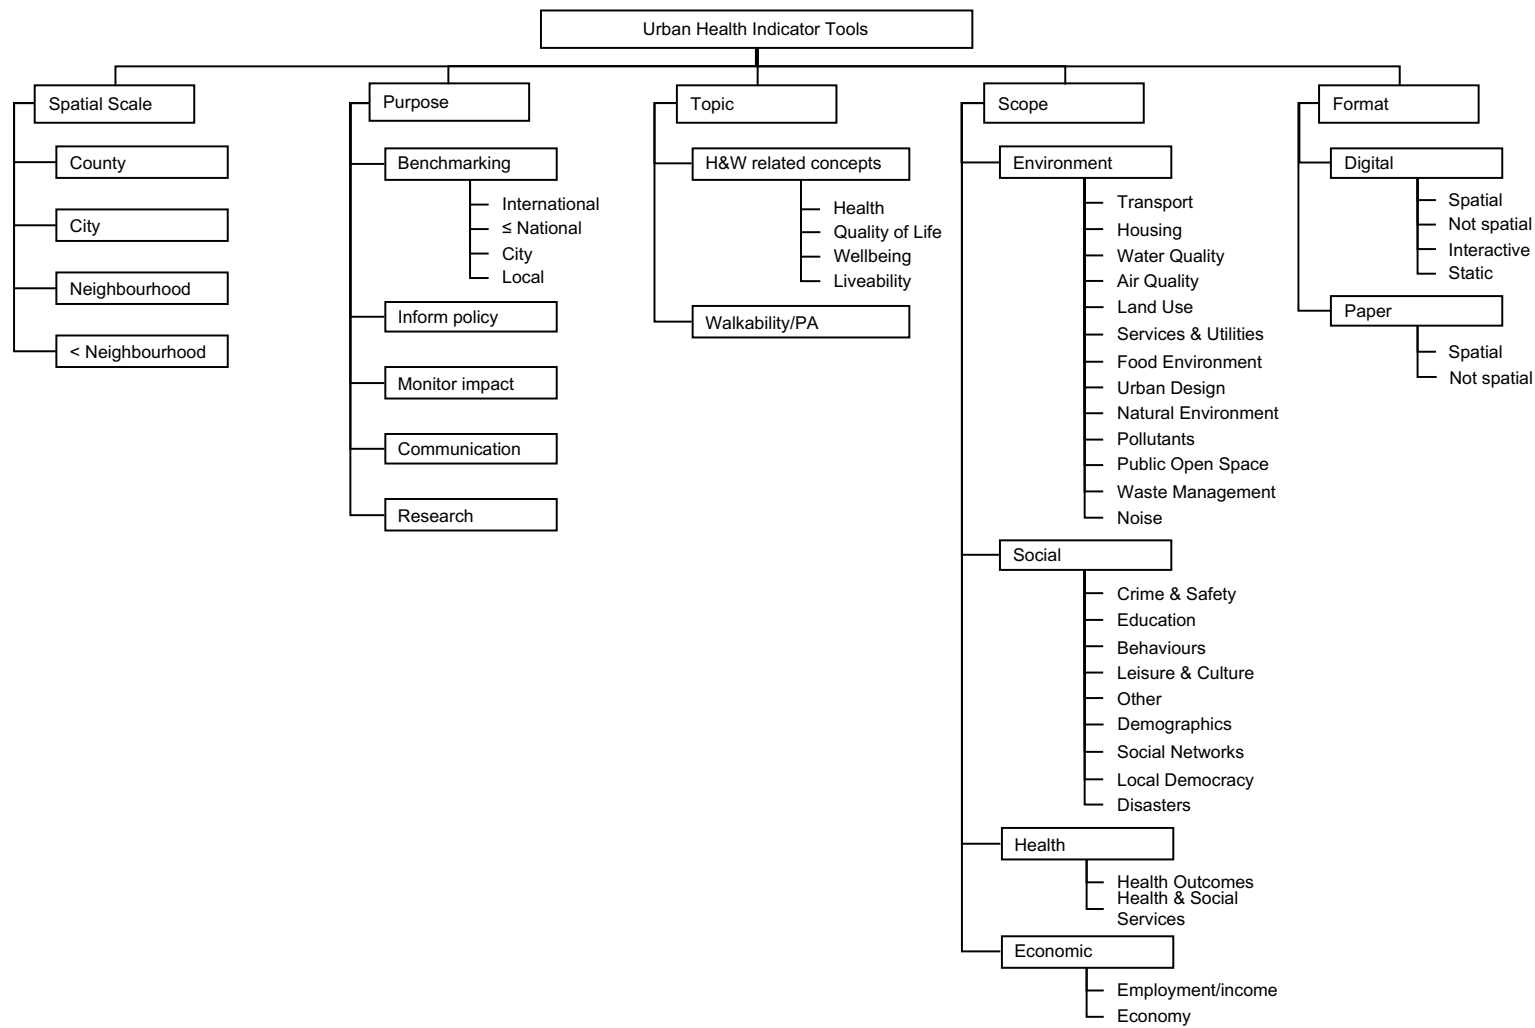 Urban Health Indicator Tools
Spatial Scale
County
City
Neighbourhood
< Neighbourhood
Purpose
Benchmarking
International
≤ National
City
Local
Inform policy
Monitor impact
Communication
Research
Topic
H&W related concepts
Health
Quality of Life
Wellbeing
Liveability
Walkability/PA
Scope
Environment
Transport
Housing
Water Quality
Air Quality
Land Use
Services & Utilities
Food Environment
Urban Design
Natural Environment
Pollutants
Public Open Space
Waste Management
Noise
Social
Crime & Safety
Education
Behaviours
Leisure & Culture
Other
Demographics
Social Networks
Local Democracy
Disasters
Health
Health Outcomes
Health & Social
Services
Economic
Employment/income
Economy
Format
Digital
Spatial
Not spatial
Interactive
Static
Paper
Spatial
Not spatial